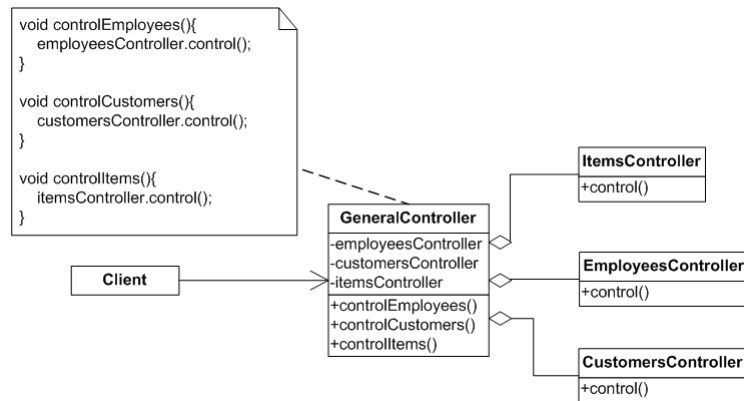 void controlEmployees(){
employeesController.control();
}
void controlCustomers(){
customersController.control();
}
void controlItems(){
itemsController.control();
}
ItemsController
+control()
GeneralController
-employeesController
-customersController
-itemsController
+controlEmployees()
+controlCustomers()
+controlItems()
Client
EmployeesController
+control()
CustomersController
+control()